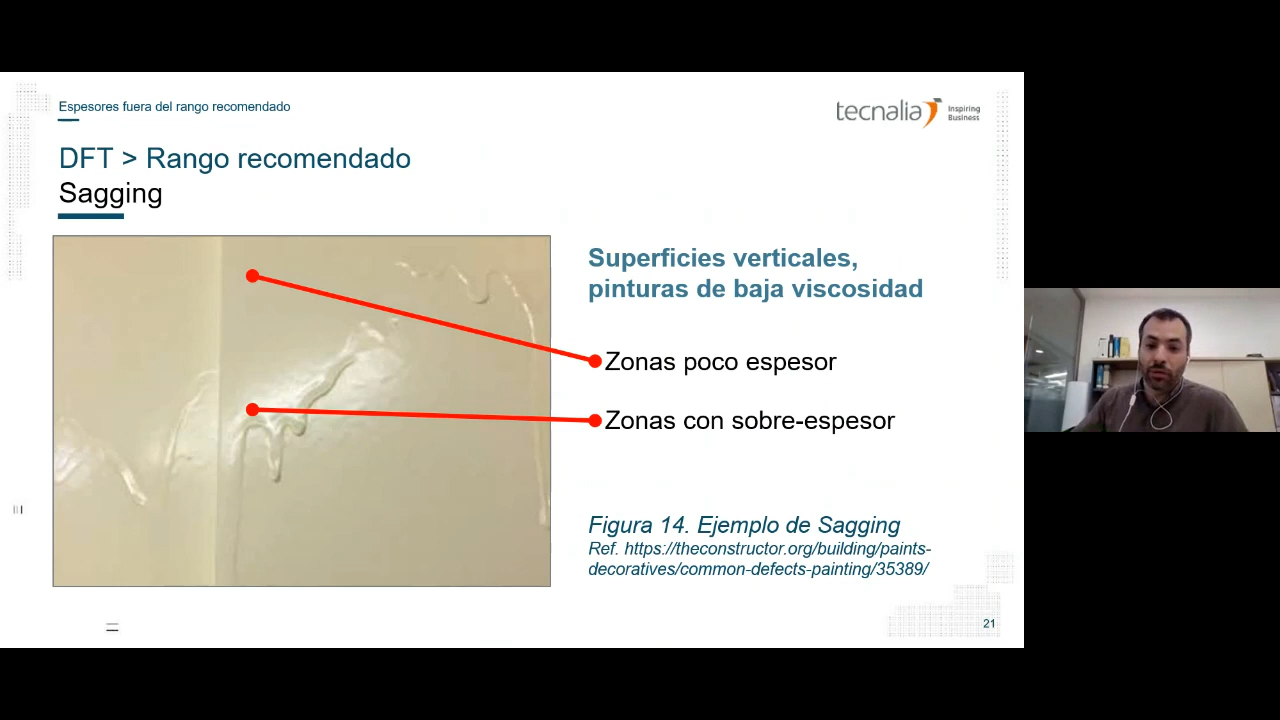 Espesores fuera del rango recomendado
tecnalia Inspiring
Business
DFT > Rango recomendado
Sagging
Superficies verticales,
pinturas de baja viscosidad
Zonas poco espesor
Zonas con sobre-espesor
Figura 14. Ejemplo de Sagging
Ref. https://theconstructor.org/building/paints-
decoratives/common-defects-painting/35389/
21